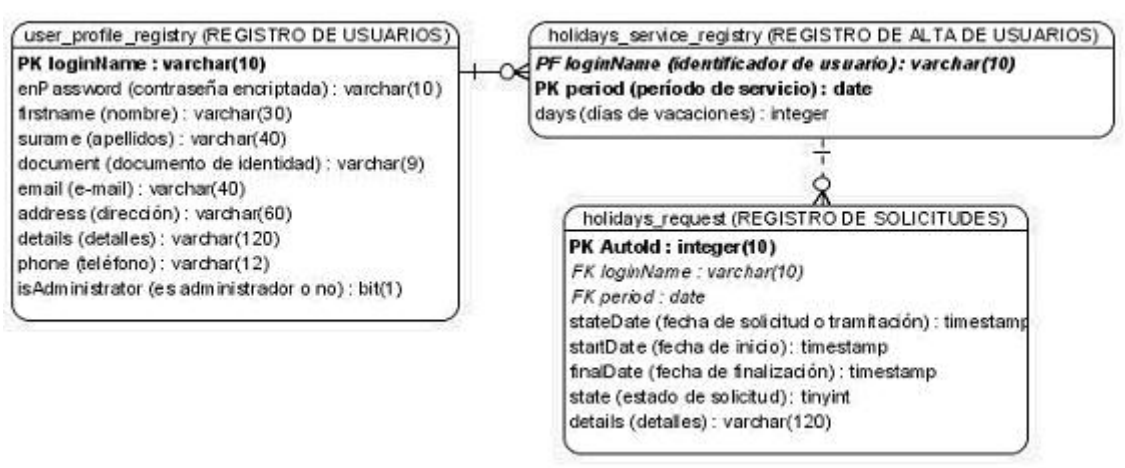 user_profile_registry (REGISTRO DE USUARIOS)
PK loginName : varchar(10)
enPassword (contraseña encriptada) : varchar(10)
firstname (nombre) : varchar(30)
surame (apellidos) : varchar(40)
document (documento de identidad) : varchar(9)
email (e-mail) : varchar(40)
address (dirección) : varchar(60)
details (detalles) : varchar(120)
phone (teléfono) : varchar(12)
isAdministrator (es administrador o no) : bit(1)
holidays_service_registry (REGISTRO DE ALTA DE USUARIOS)
PF loginName (identificador de usuario) : varchar(10)
PK period (período de servicio) : date
days (días de vacaciones) : integer
holidays_request (REGISTRO DE SOLICITUDES)
PK AutoId : integer(10)
FK loginName : varchar(10)
FK period : date
stateDate (fecha de solicitud o tramitación) : timestamp
startDate (fecha de inicio) : timestamp
finalDate (fecha de finalización) : timestamp
state (estado de solicitud) : tinyint
details (detalles) : varchar(120)